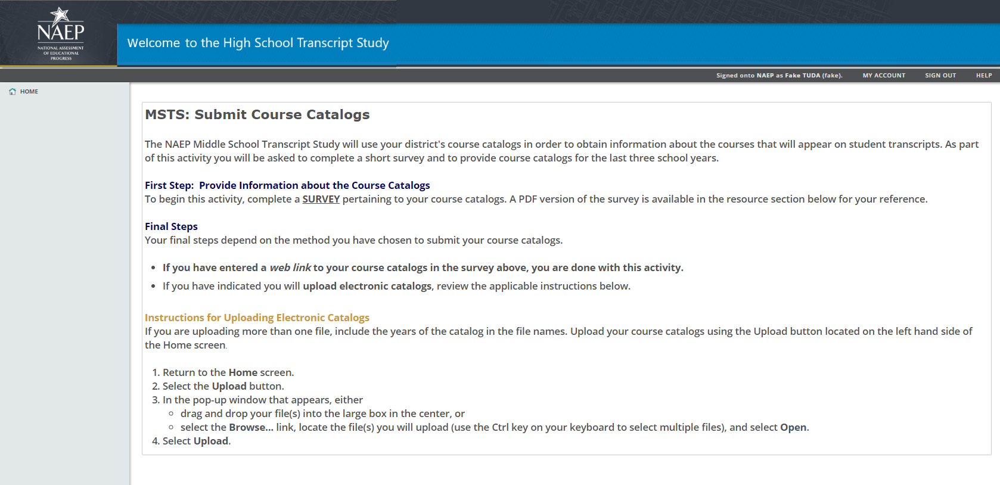 NAEP
NATIONAL ASSESSMENT
OF EDUCATIONAL
PROGRESS
Welcome to the High School Transcript Study
Signed onto NAEP as Fake TUDA (fake). MY ACCOUNT SIGN OUT HELP
HOME
MSTS: Submit Course Catalogs
The NAEP Middle School Transcript Study will use your district's course catalogs in order to obtain information about the courses that will appear on student transcripts. As part
of this activity you will be asked to complete a short survey and to provide course catalogs for the last three school years.
First Step:  Provide Information about the Course Catalogs
To begin this activity, complete a SURVEY pertaining to your course catalogs. A PDF version of the survey is available in the resource section below for your reference.
Final Steps
Your final steps depend on the method you have chosen to submit your course catalogs.
• If you have entered a web link to your course catalogs in the survey above, you are done with this activity.
• If you have indicated you will upload electronic catalogs, review the applicable instructions below.
Instructions for Uploading Electronic Catalogs
If you are uploading more than one file, include the years of the catalog in the file names. Upload your course catalogs using the Upload button located on the left hand side of
the Home screen.
1. Return to the Home screen.
2. Select the Upload button.
3. In the pop-up window that appears, either
◦ drag and drop your file(s) into the large box in the center, or
◦ select the Browse... link, locate the file(s) you will upload (use the Ctrl key on your keyboard to select multiple files), and select Open.
4. Select Upload.